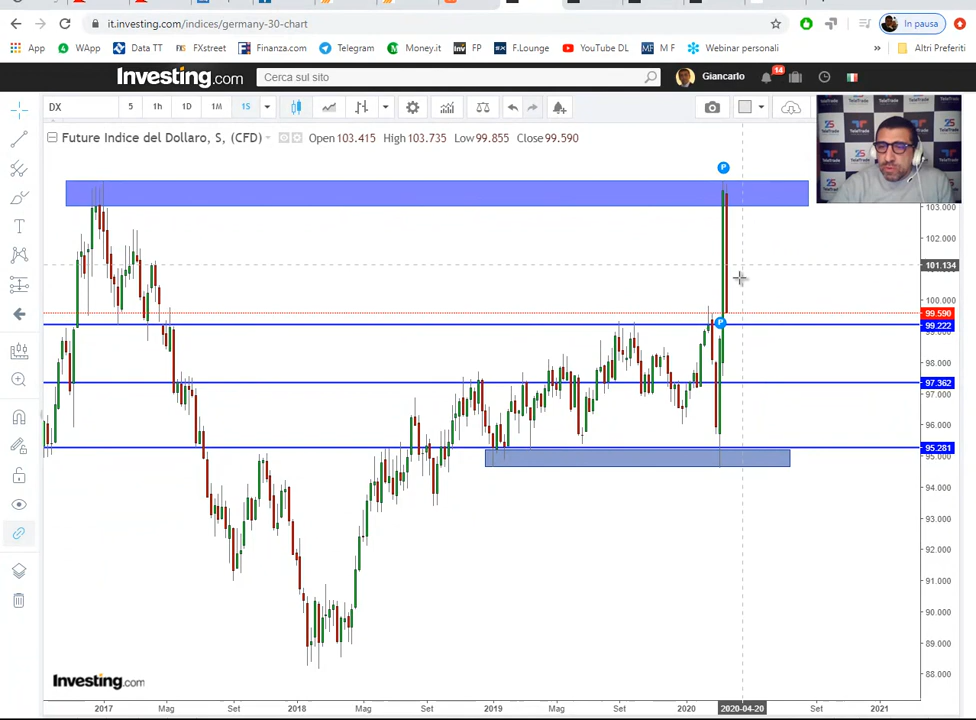 it.investing.com/indices/germany-30-chart
In pausa
App WApp Data TT FXstreet Finanza.com Telegram Money.it FP F.Lounge YouTube DL M F Webinar personali » Altri Preferiti
Investing.com Cerca sul sito Giancarlo 14
DX 5 1h 1D 1M 1S
Future Indice del Dollaro, S, (CFD) Open 103.415 High 103.735 Low 99.855 Close 99.590
P
TeleTrade
25
103.000
102.000
101.134
100.000
99.590
P
99.222
98.000
97.362
97.000
96.000
95.281
95.000
94.000
93.000
92.000
91.000
90.000
89.000
88.000
Investing.com
2017 Mag Set 2018 Mag Set 2019 Mag Set 2020 2020-04-20 Set 2021